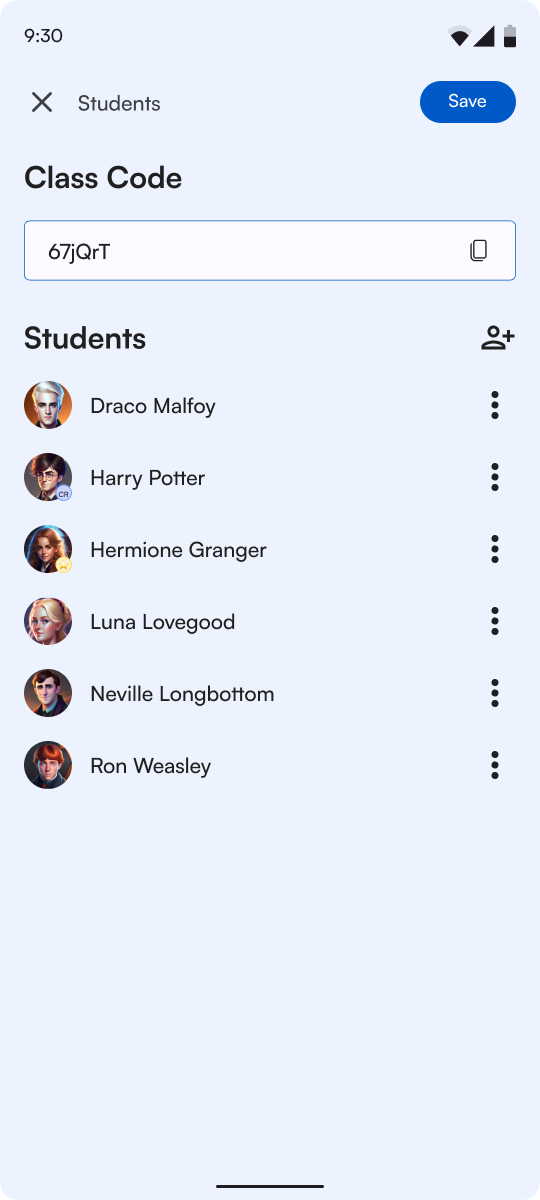 9:30
Students
Save
Class Code
67jQrT
Students
Draco Malfoy
Harry Potter
CR
Hermione Granger
Luna Lovegood
Neville Longbottom
Ron Weasley